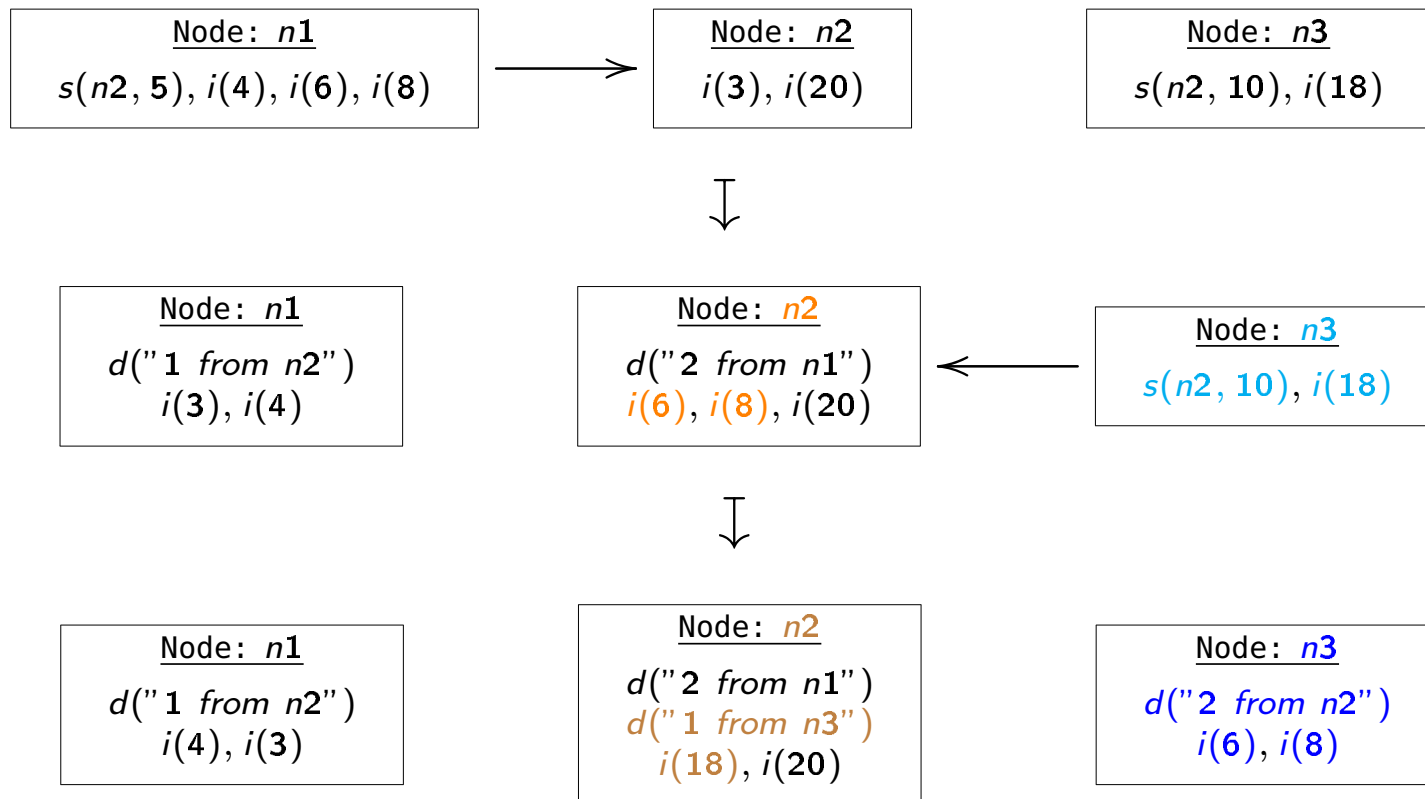 Node: n1
s(n2, 5), i(4), i(6), i(8)
Node: n2
i(3), i(20)
Node: n3
s(n2, 10), i(18)
Node: n1
d("1 from n2")
i(3), i(4)
Node: n2
d("2 from n1")
i(6), i(8), i(20)
Node: n3
s(n2, 10), i(18)
Node: n1
d("1 from n2")
i(4), i(3)
Node: n2
d("2 from n1")
d("1 from n3")
i(18), i(20)
Node: n3
d("2 from n2")
i(6), i(8)